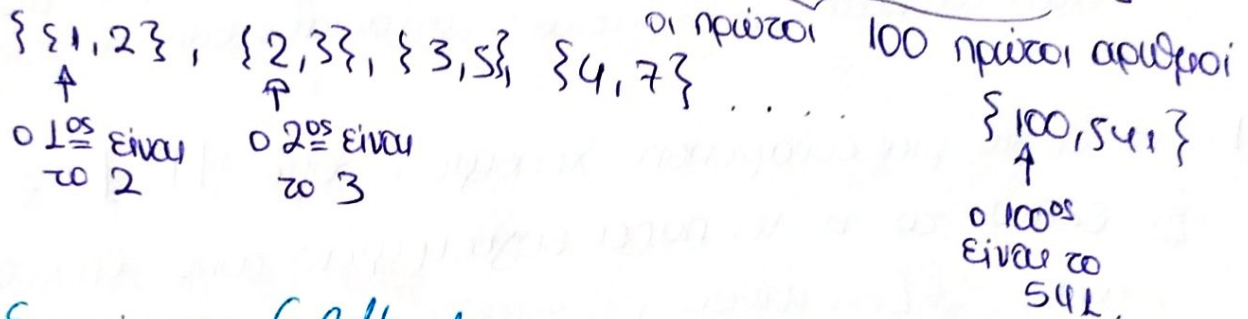 {{1,2}, {2,3}, {3,5}, {4,7} . . . . .
οι πρώτοι 100 πρώτοι αριθμοί
{100,541}
ο 1ος είναι το 2
ο 2ος είναι το 3
ο 100ος είναι το 541.